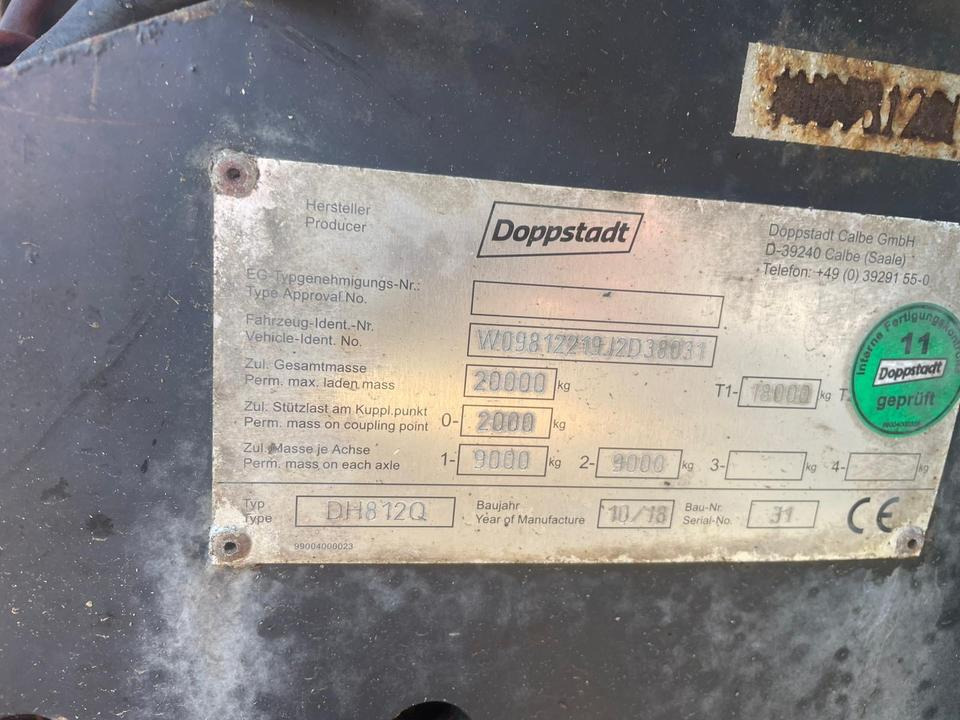 Hersteller
Producer
Doppstadt
Doppstadt Calbe GmbH
D-39240 Calbe (Saale)
Telefon: +49 (0) 39291 55-0
EG-Typgenehmigungs-Nr.:
Type Approval No.
Fahrzeug-Ident.-Nr.
Vehicle-Ident. No. W09812219J2D38031
Zul. Gesamtmasse
Perm. max. laden mass 20000 kg T1- 18000 kg T
Zul. Stützlast am Kuppl.punkt
Perm. mass on coupling point 0- 2000 kg
Zul. Masse je Achse
Perm. mass on each axle 1- 9000 kg 2- 9000 kg 3- kg 4- kg
Typ
Type DH812Q
Baujahr
Year of Manufacture 10/18
Bau-Nr.
Serial-No. 31
CE
99004000023
Interne Fertigungskontrolle
11
Doppstadt
geprüft